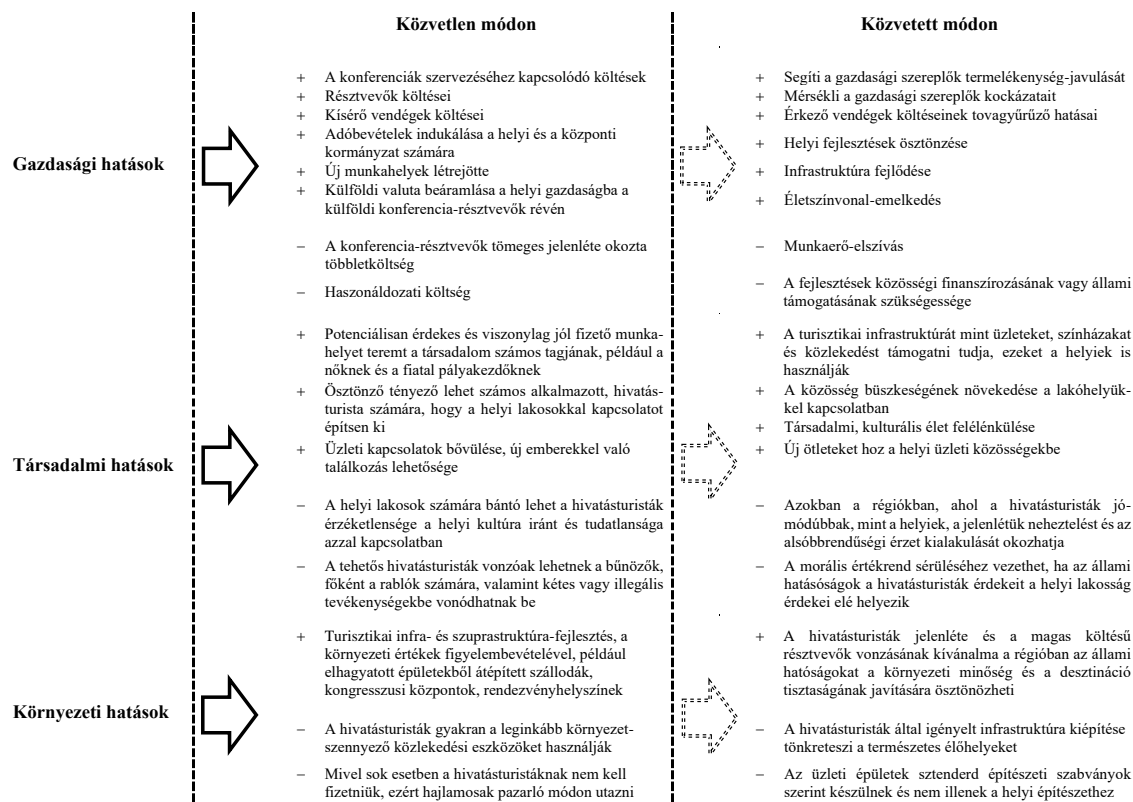 Közvetlen módon
Közvetett módon
Gazdasági hatások
+ A konferenciák szervezéséhez kapcsolódó költések
+ Résztvevők költései
+ Kísérő vendégek költései
+ Adóbevételek indukálása a helyi és a központi
kormányzat számára
+ Új munkahelyek létrejötte
+ Külföldi valuta beáramlása a helyi gazdaságba a
külföldi konferencia-résztvevők révén
– A konferencia-résztvevők tömeges jelenléte okozta
többletköltség
– Haszonáldozati költség
+ Segíti a gazdasági szereplők termelékenység-javulását
+ Mérsékli a gazdasági szereplők kockázatait
+ Érkező vendégek költéseinek tovagyűrűző hatásai
+ Helyi fejlesztések ösztönzése
+ Infrastruktúra fejlődése
+ Életszínvonal-emelkedés
– Munkaerő-elszívás
– A fejlesztések közösségi finanszírozásának vagy állami
támogatásának szükségessége
Társadalmi hatások
+ Potenciálisan érdekes és viszonylag jól fizető munka-
helyet teremt a társadalom számos tagjának, például a
nőknek és a fiatal pályakezdőknek
+ Ösztönző tényező lehet számos alkalmazott, hivatás-
turista számára, hogy a helyi lakosokkal kapcsolatot
építsen ki
+ Üzleti kapcsolatok bővülése, új emberekkel való
találkozás lehetősége
– A helyi lakosok számára bántó lehet a hivatásturisták
érzéketlensége a helyi kultúra iránt és tudatlansága
azzal kapcsolatban
– A tehetős hivatásturisták vonzóak lehetnek a bűnözők,
főként a rablók számára, valamint kétes vagy illegális
tevékenységekbe vonódhatnak be
+ A turisztikai infrastruktúrát mint üzleteket, színházakat
és közlekedést támogatni tudja, ezeket a helyiek is
használják
+ A közösség büszkeségének növekedése a lakóhelyük-
kel kapcsolatban
+ Társadalmi, kulturális élet felélénkülése
+ Új ötleteket hoz a helyi üzleti közösségekbe
– Azokban a régiókban, ahol a hivatásturisták jó-
módúbbak, mint a helyiek, a jelenlétük neheztelést és az
alsóbbrendűségi érzet kialakulását okozhatja
– A morális értékrend sérüléséhez vezethet, ha az állami
hatásóságok a hivatásturisták érdekeit a helyi lakosság
érdekei elé helyezik
Környezeti hatások
+ Turisztikai infra- és szuprastruktúra-fejlesztés, a
környezeti értékek figyelembevételével, például
elhagyatott épületekből átépített szállodák,
kongresszusi központok, rendezvényhelyszínek
– A hivatásturisták gyakran a leginkább környezet-
szennyező közlekedési eszközöket használják
– Mivel sok esetben a hivatásturistáknak nem kell
fizetniük, ezért hajlamosak pazarló módon utazni
+ A hivatásturisták jelenléte és a magas költésű
résztvevők vonzásának kívánalma a régióban az állami
hatóságokat a környezeti minőség és a desztináció
tisztaságának javítására ösztönözheti
– A hivatásturisták által igényelt infrastruktúra kiépítése
tönkreteszi a természetes élőhelyeket
– Az üzleti épületek sztenderd építészeti szabványok
szerint készülnek és nem illenek a helyi építészethez